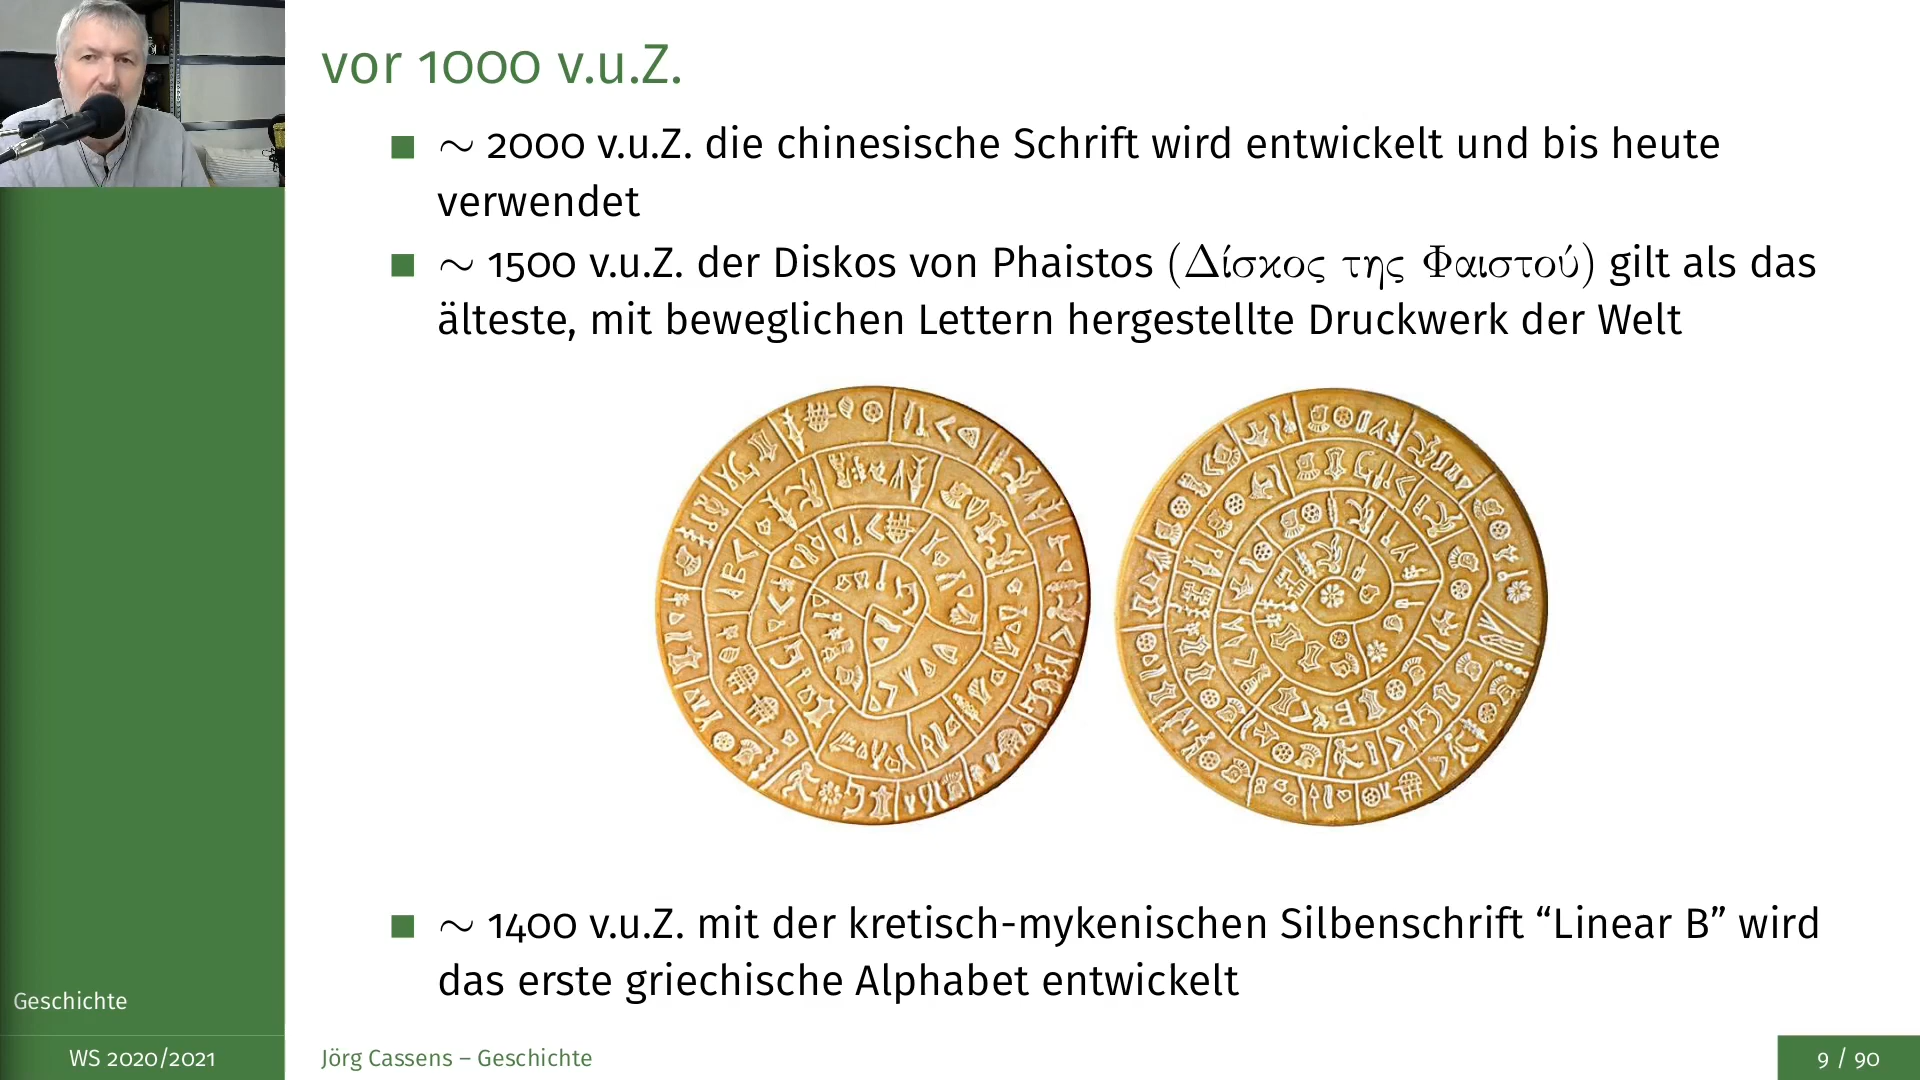 vor 1000 v.u.Z.
∼ 2000 v.u.Z. die chinesische Schrift wird entwickelt und bis heute
verwendet
∼ 1500 v.u.Z. der Diskos von Phaistos (Δίσκος της Φαιστού) gilt als das
älteste, mit beweglichen Lettern hergestellte Druckwerk der Welt
∼ 1400 v.u.Z. mit der kretisch-mykenischen Silbenschrift “Linear B” wird
das erste griechische Alphabet entwickelt
Geschichte
WS 2020/2021
Jörg Cassens – Geschichte
9 / 90